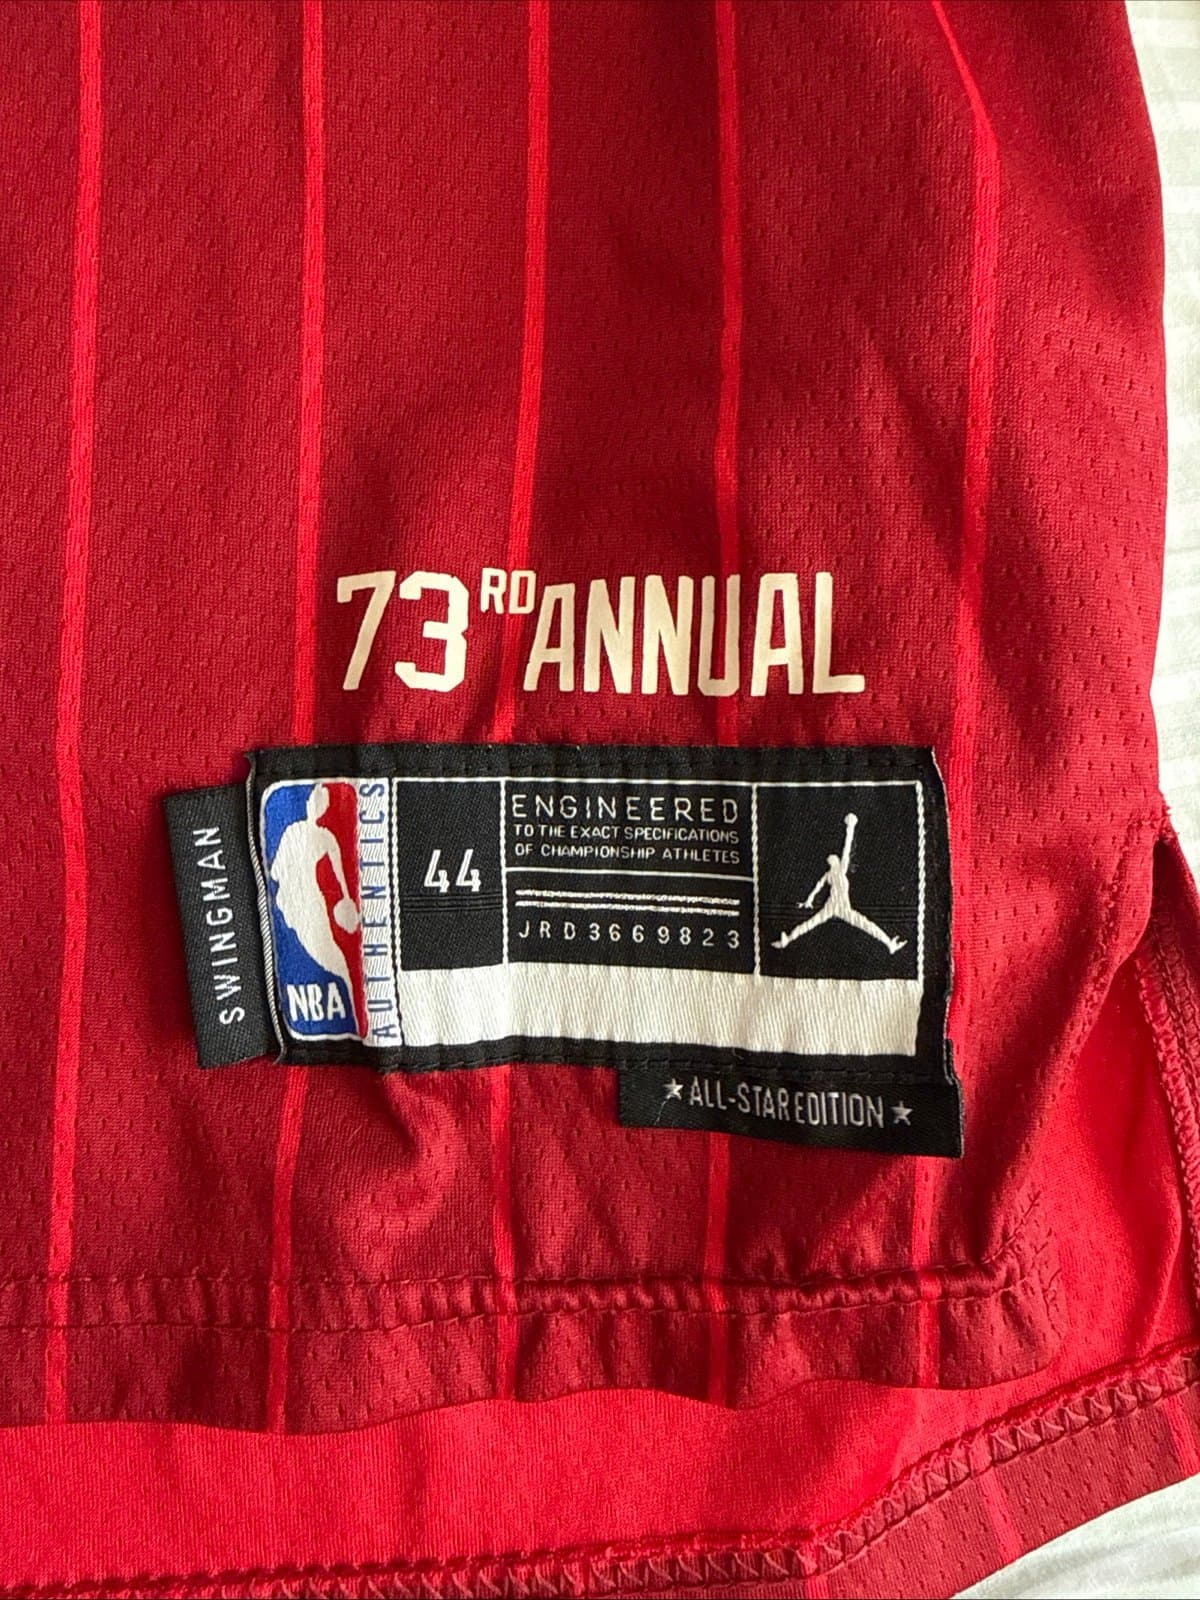 73RD ANNUAL
SWINGMAN
NBA
AUTHENTICS
44
ENGINEERED
TO THE EXACT SPECIFICATIONS
OF CHAMPIONSHIP ATHLETES
JRD3669823
★ALL-STAR EDITION★